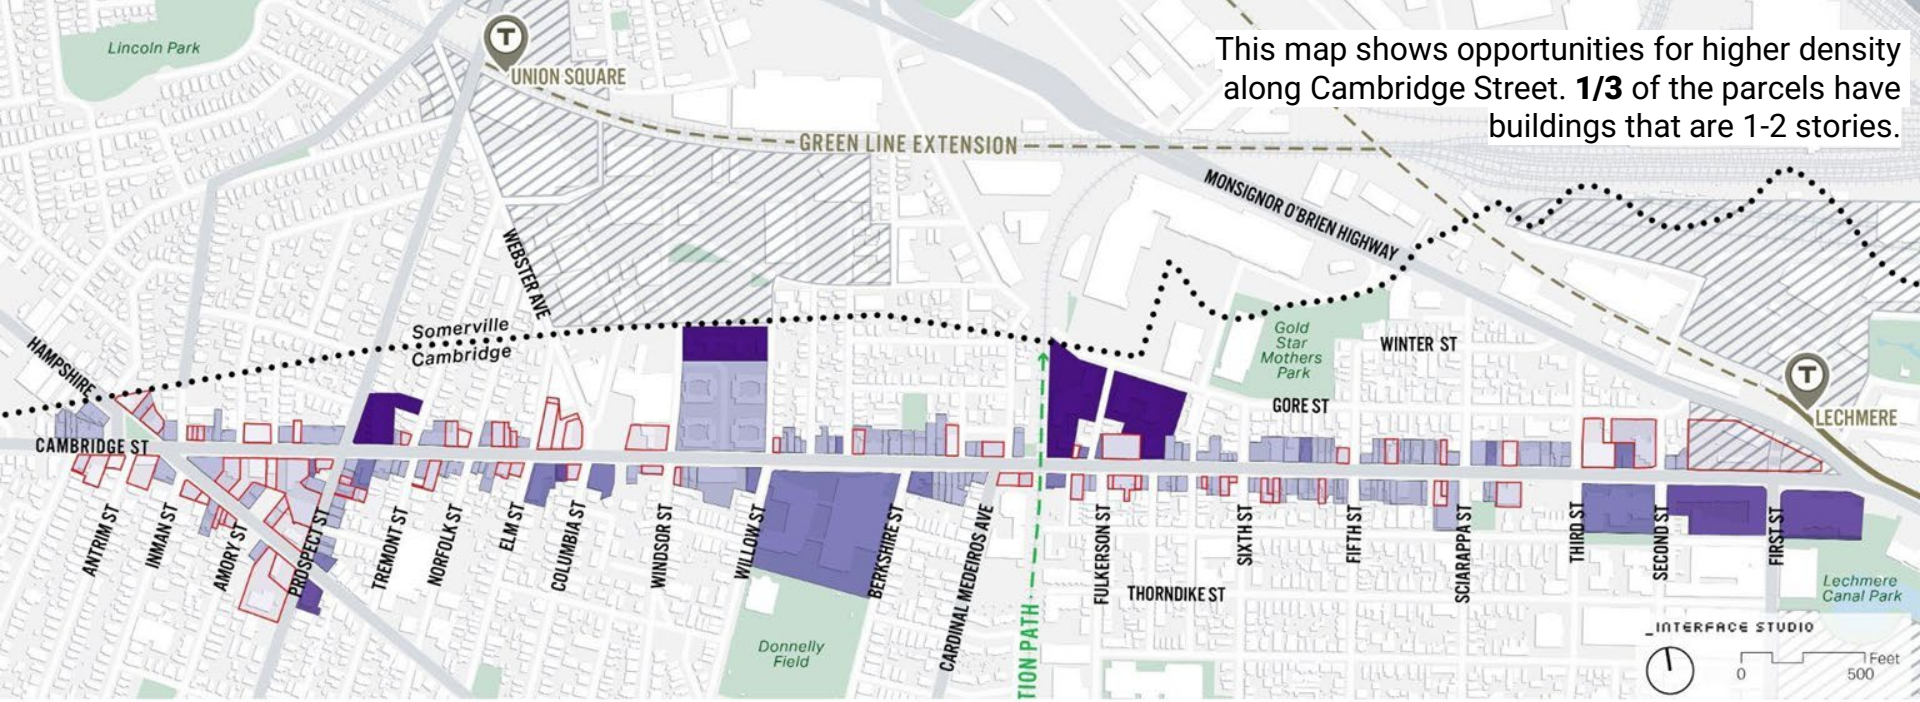 Lincoln Park
T
UNION SQUARE
This map shows opportunities for higher density
along Cambridge Street. 1/3 of the parcels have
buildings that are 1-2 stories.
GREEN LINE EXTENSION
MONSIGNOR O'BRIEN HIGHWAY
WEBSTER AVE
Somerville
Cambridge
HAMPSHIRE
Gold
Star
Mothers
Park
WINTER ST
T
LECHMERE
GORE ST
CAMBRIDGE ST
ANTRIM ST
INMAN ST
AMORY ST
PROSPECT ST
TREMONT ST
NORFOLK ST
ELM ST
COLUMBIA ST
WINDSOR ST
WILLOW ST
BERKSHIRE ST
CARDINAL MEDEIROS AVE
TION PATH
FULKERSON ST
THORNDIKE ST
SIXTH ST
FIFTH ST
SCIARAPPA ST
THIRD ST
SECOND ST
FIRST ST
Donnelly
Field
Lechmere
Canal Park
_INTERFACE STUDIO
Feet
0 500